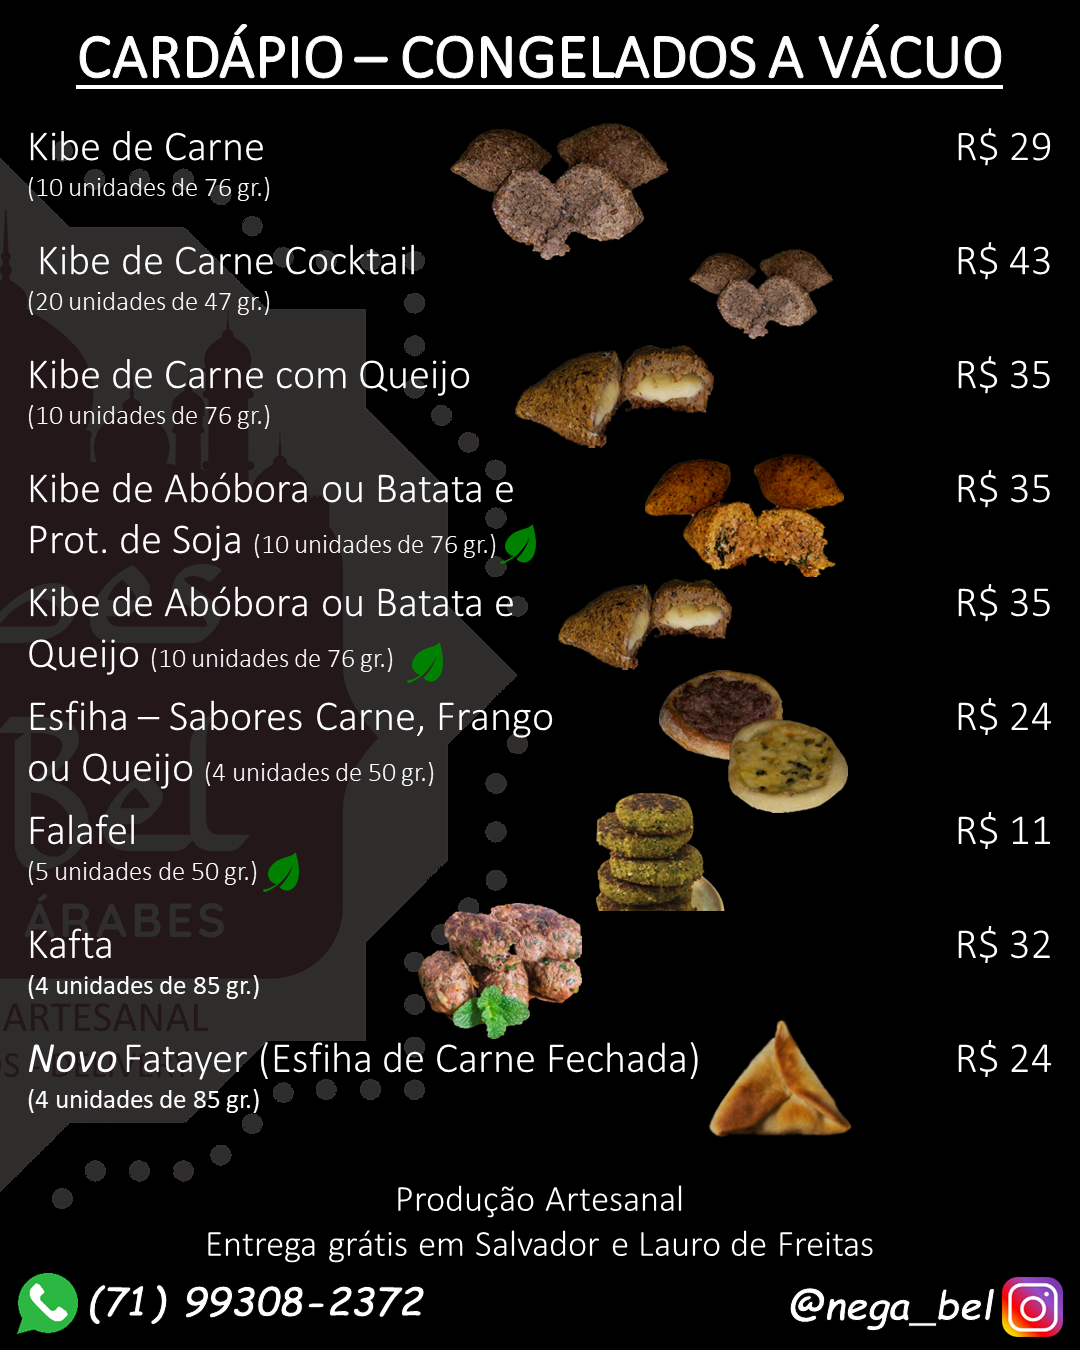 CARDÁPIO – CONGELADOS A VÁCUO
Kibe de Carne R$ 29
(10 unidades de 76 gr.)
Kibe de Carne Cocktail R$ 43
(20 unidades de 47 gr.)
Kibe de Carne com Queijo R$ 35
(10 unidades de 76 gr.)
Kibe de Abóbora ou Batata e R$ 35
Prot. de Soja (10 unidades de 76 gr.)
Kibe de Abóbora ou Batata e R$ 35
Queijo (10 unidades de 76 gr.)
Esfiha – Sabores Carne, Frango R$ 24
ou Queijo (4 unidades de 50 gr.)
Falafel R$ 11
(5 unidades de 50 gr.)
ÁRABES
Kafta R$ 32
(4 unidades de 85 gr.)
ARTESANAL
Novo Fatayer (Esfiha de Carne Fechada) R$ 24
(4 unidades de 85 gr.)
Produção Artesanal
Entrega grátis em Salvador e Lauro de Freitas
(71) 99308-2372 @nega_bel